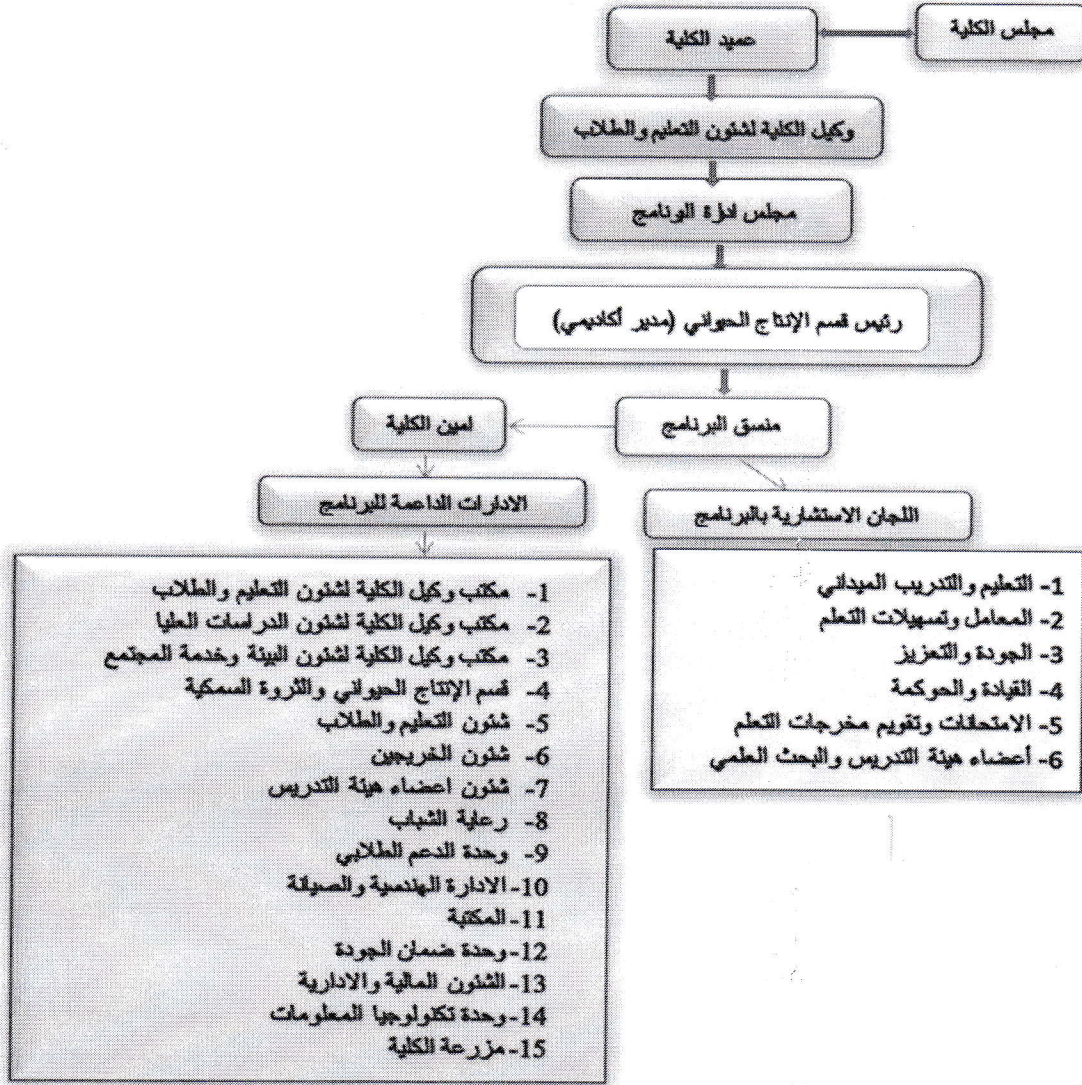 مجلس الكلية
عميد الكلية
وكيل الكلية لشئون التعليم والطلاب
مجلس ادارة البرنامج
رئيس قسم الإنتاج الحيواني (مدير أكاديمي)
منسق البرنامج
امين الكلية
اللجان الاستشارية بالبرنامج
1- التعليم والتدريب الميداني
2- المعامل وتسهيلات التعلم
3- الجودة والتعزيز
4- القيادة والحوكمة
5- الامتحانات وتقويم مخرجات التعلم
6- أعضاء هيئة التدريس والبحث العلمي
الادارات الداعمة للبرنامج
1- مكتب وكيل الكلية لشئون التعليم والطلاب
2- مكتب وكيل الكلية لشئون الدراسات العليا
3- مكتب وكيل الكلية لشئون البيئة وخدمة المجتمع
4- قسم الإنتاج الحيواني والثروة السمكية
5- شئون التعليم والطلاب
6- شئون الخريجين
7- شئون اعضاء هيئة التدريس
8- رعاية الشباب
9- وحدة الدعم الطلابي
10- الادارة الهندسية والصيانة
11- المكتبة
12- وحدة ضمان الجودة
13- الشئون المالية والادارية
14- وحدة تكنولوجيا المعلومات
15- مزرعة الكلية